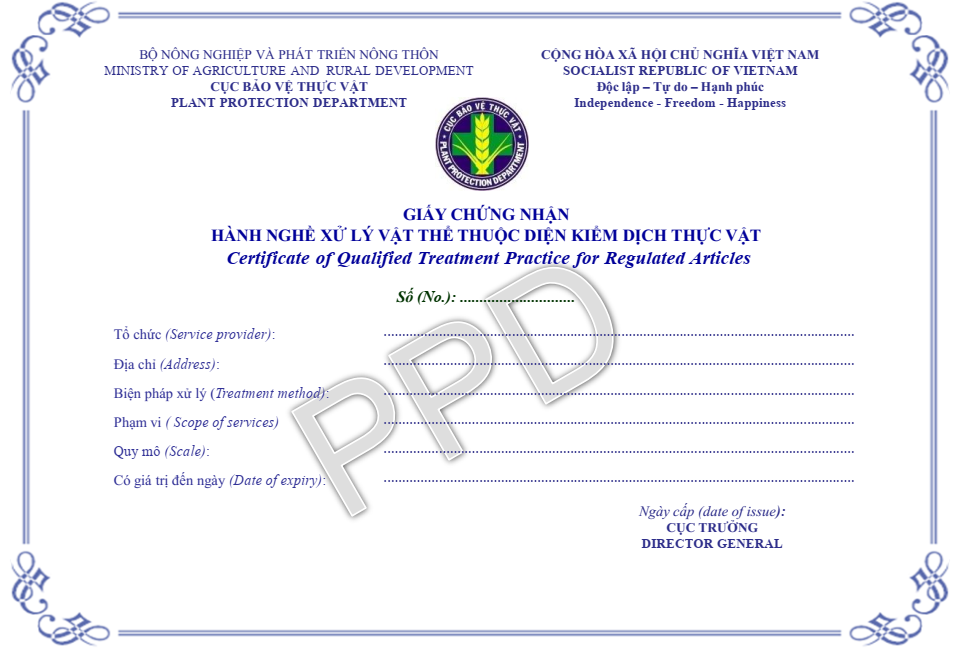 BỘ NÔNG NGHIỆP VÀ PHÁT TRIỂN NÔNG THÔN
MINISTRY OF AGRICULTURE AND RURAL DEVELOPMENT
CỤC BẢO VỆ THỰC VẬT
PLANT PROTECTION DEPARTMENT
CỘNG HÒA XÃ HỘI CHỦ NGHĨA VIỆT NAM
SOCIALIST REPUBLIC OF VIETNAM
Độc lập – Tự do – Hạnh phúc
Independence - Freedom - Happiness
CỤC BẢO VỆ THỰC VẬT
PLANT PROTECTION DEPARTMENT
GIẤY CHỨNG NHẬN
HÀNH NGHỀ XỬ LÝ VẬT THỂ THUỘC DIỆN KIỂM DỊCH THỰC VẬT
Certificate of Qualified Treatment Practice for Regulated Articles
Số (No.): .............................
PPD
Tổ chức (Service provider):
Địa chỉ (Address):
Biện pháp xử lý (Treatment method):
Phạm vi ( Scope of services)
Quy mô (Scale):
Có giá trị đến ngày (Date of expiry):
Ngày cấp (date of issue):
CỤC TRƯỞNG
DIRECTOR GENERAL